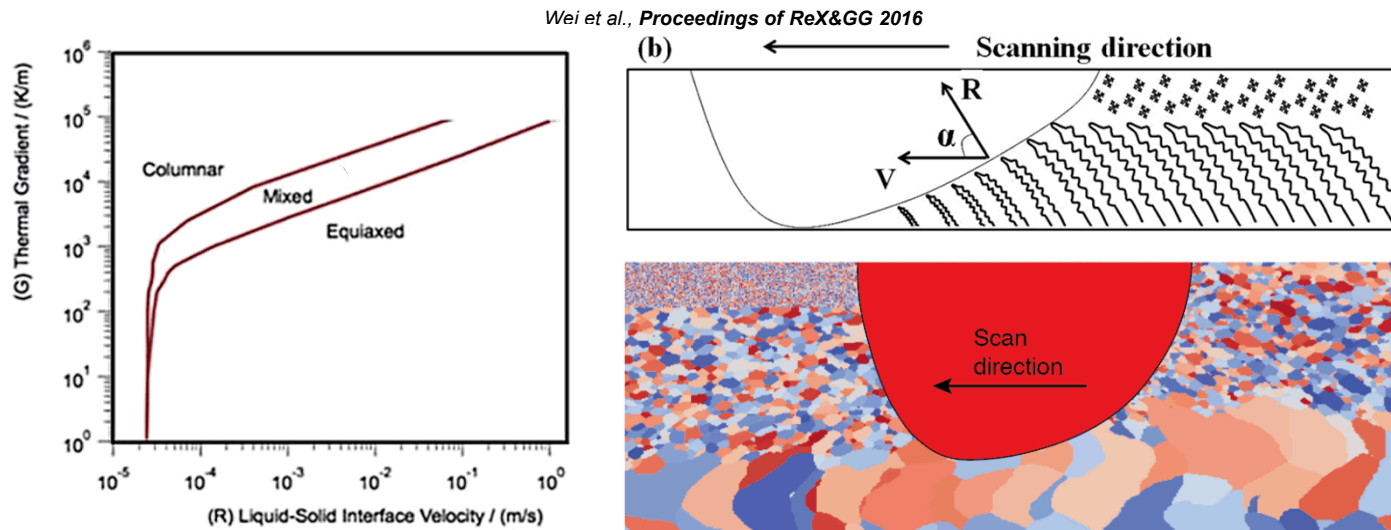 Wei et al., Proceedings of ReX&GG 2016
(G) Thermal Gradient / (K/m)
10^6
10^5
10^4
10^3
10^2
10^1
10^0
Columnar
Mixed
Equiaxed
10^-5
10^-4
10^-3
10^-2
10^-1
10^0
(R) Liquid-Solid Interface Velocity / (m/s)
(b)
Scanning direction
R
α
V
Scan
direction